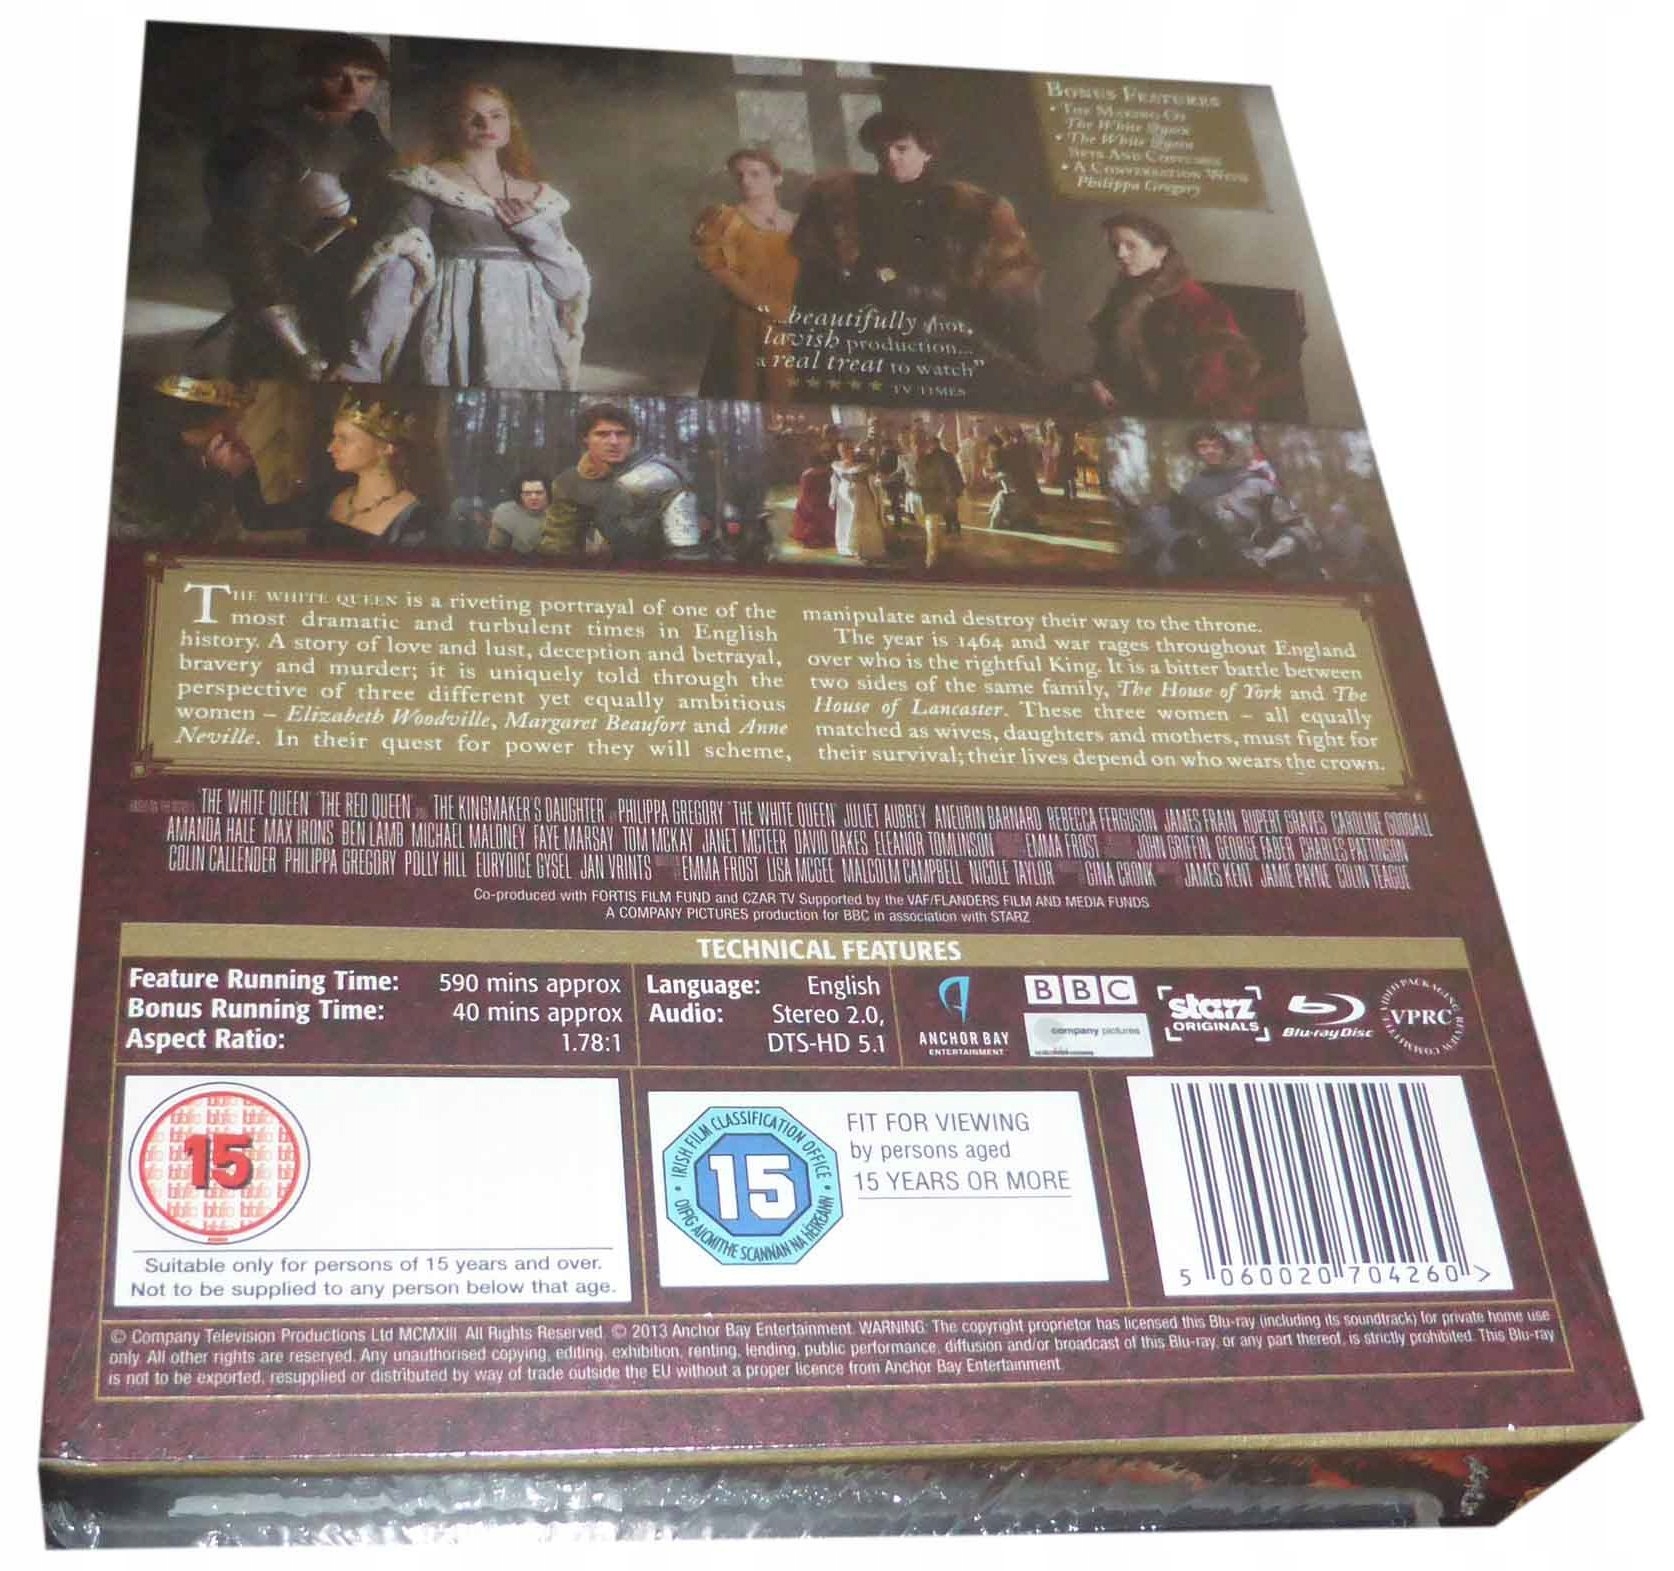 BONUS FEATURES
• THE MAKING OF
The White Queen
• The White Queen
SETS AND COSTUMES
• A CONVERSATION WITH
Philippa Gregory
“...beautifully shot,
lavish production...
a real treat to watch”
★★★★★ TV TIMES
THE WHITE QUEEN is a riveting portrayal of one of the
most dramatic and turbulent times in English
history. A story of love and lust, deception and betrayal,
bravery and murder; it is uniquely told through the
perspective of three different yet equally ambitious
women – Elizabeth Woodville, Margaret Beaufort and Anne
Neville. In their quest for power they will scheme,
manipulate and destroy their way to the throne.
The year is 1464 and war rages throughout England
over who is the rightful King. It is a bitter battle between
two sides of the same family, The House of York and The
House of Lancaster. These three women – all equally
matched as wives, daughters and mothers, must fight for
their survival; their lives depend on who wears the crown.
THE WHITE QUEEN THE RED QUEEN THE KINGMAKER'S DAUGHTER PHILIPPA GREGORY "THE WHITE QUEEN" JULIET AUBREY ANEURIN BARNARD REBECCA FERGUSON JAMES FRAIN RUPERT GRAVES CAROLINE GOODALL
AMANDA HALE MAX IRONS BEN LAMB MICHAEL MALONEY FAYE MARSAY TOM MCKAY JANET MCTEER DAVID OAKES ELEANOR TOMLINSON EMMA FROST JOHN GRIFFIN GEORGE FABER CHARLES PATTINSON
COLIN CALLENDER PHILIPPA GREGORY POLLY HILL EURYDICE GYSEL JAN VRINTS EMMA FROST LISA MCGEE MALCOLM CAMPBELL NICOLE TAYLOR GINA CRONK JAMES KENT JAMIE PAYNE COLIN TEAGUE
Co-produced with FORTIS FILM FUND and CZAR TV Supported by the VAF/FLANDERS FILM AND MEDIA FUNDS
A COMPANY PICTURES production for BBC in association with STARZ
TECHNICAL FEATURES
Feature Running Time: 590 mins approx
Bonus Running Time: 40 mins approx
Aspect Ratio: 1.78:1
Language: English
Audio: Stereo 2.0,
DTS-HD 5.1
ANCHOR BAY
ENTERTAINMENT
BBC
company pictures
starz
ORIGINALS
Blu-ray Disc
VIDEO PACKAGING REVIEW COMMITTEE
VPRC
15
Suitable only for persons of 15 years and over.
Not to be supplied to any person below that age.
IRISH FILM CLASSIFICATION OFFICE
15
OIFIG AICMITHE SCANNÁN NA hÉIREANN
FIT FOR VIEWING
by persons aged
15 YEARS OR MORE
5 060020 704260 >
© Company Television Productions Ltd MCMXIII. All Rights Reserved. © 2013 Anchor Bay Entertainment. WARNING: The copyright proprietor has licensed this Blu-ray (including its soundtrack) for private home use
only. All other rights are reserved. Any unauthorised copying, editing, exhibition, renting, lending, public performance, diffusion and/or broadcast of this Blu-ray, or any part thereof, is strictly prohibited. This Blu-ray
is not to be exported, resupplied or distributed by way of trade outside the EU without a proper licence from Anchor Bay Entertainment.